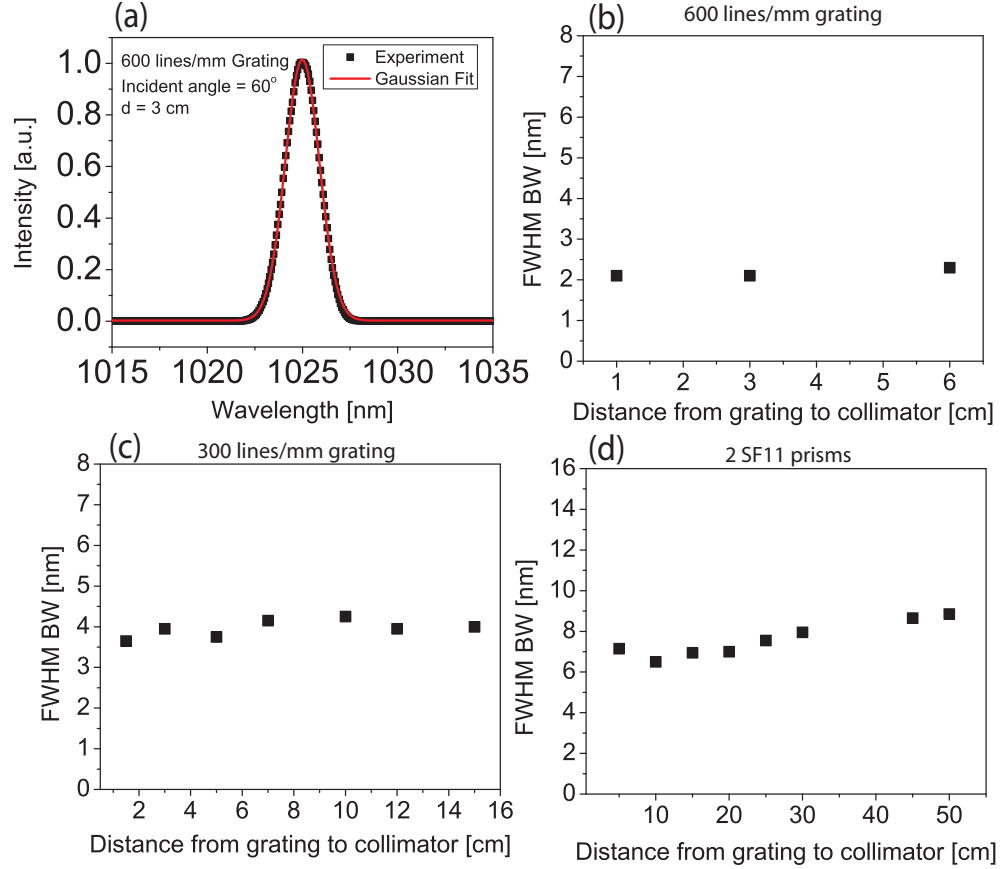 (a)
600 lines/mm Grating
Incident angle = 60°
d = 3 cm
Experiment
Gaussian Fit
1.0
0.8
0.6
0.4
0.2
0.0
Intensity [a.u.]
1015 1020 1025 1030 1035
Wavelength [nm]
(b)
600 lines/mm grating
8
7
6
5
4
3
2
1
0
FWHM BW [nm]
1 2 3 4 5 6
Distance from grating to collimator [cm]
(c)
300 lines/mm grating
8
7
6
5
4
3
2
1
0
FWHM BW [nm]
2 4 6 8 10 12 14 16
Distance from grating to collimator [cm]
(d)
2 SF11 prisms
16
14
12
10
8
6
4
2
0
FWHM BW [nm]
10 20 30 40 50
Distance from grating to collimator [cm]